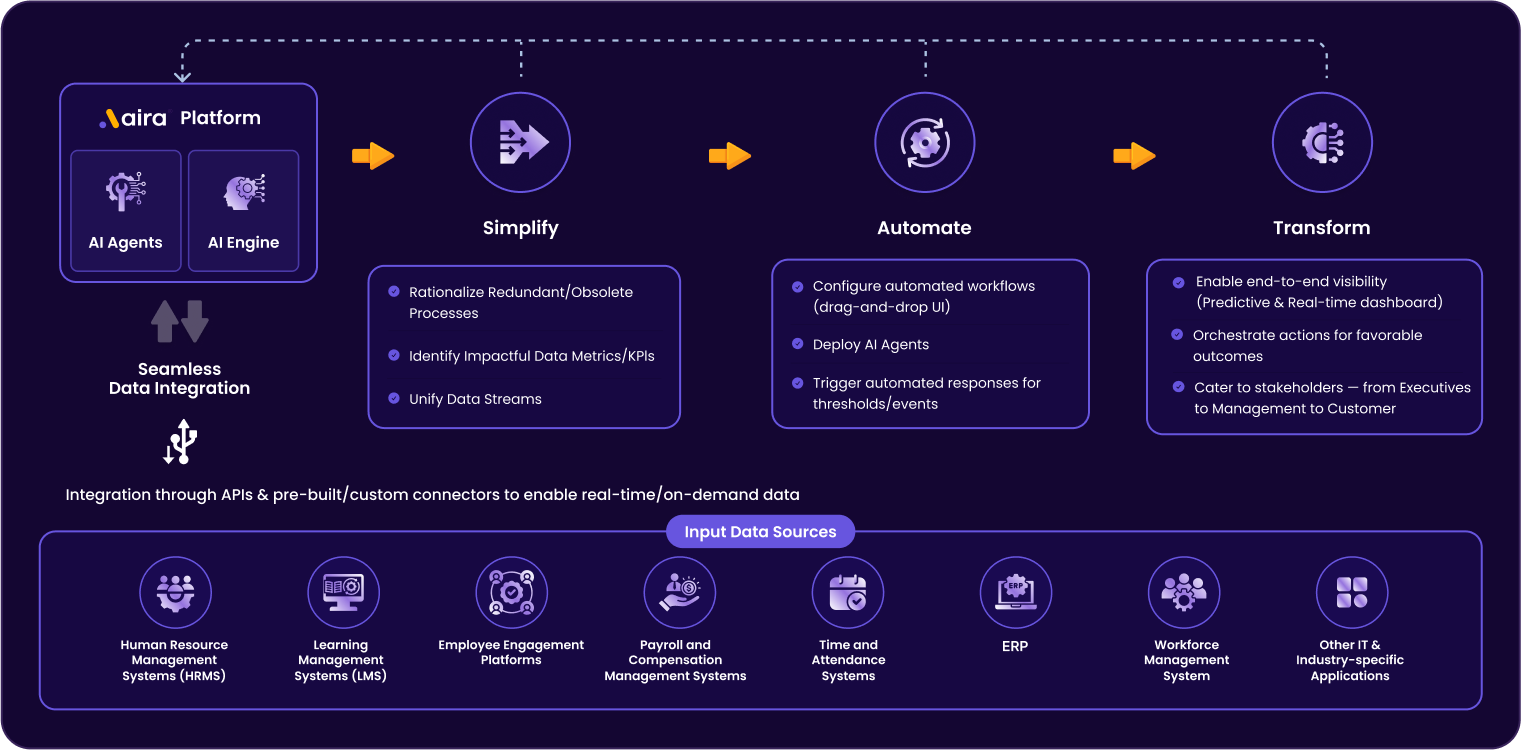 aira Platform
AI Agents
AI Engine
Seamless
Data Integration
Simplify
Rationalize Redundant/Obsolete
Processes
Identify Impactful Data Metrics/KPIs
Unify Data Streams
Automate
Configure automated workflows
(drag-and-drop UI)
Deploy AI Agents
Trigger automated responses for
thresholds/events
Transform
Enable end-to-end visibility
(Predictive & Real-time dashboard)
Orchestrate actions for favorable
outcomes
Cater to stakeholders — from Executives
to Management to Customer
Integration through APIs & pre-built/custom connectors to enable real-time/on-demand data
Input Data Sources
Human Resource
Management
Systems (HRMS)
Learning
Management
Systems (LMS)
Employee Engagement
Platforms
Payroll and
Compensation
Management Systems
Time and
Attendance
Systems
ERP
ERP
Workforce
Management
System
Other IT &
Industry-specific
Applications